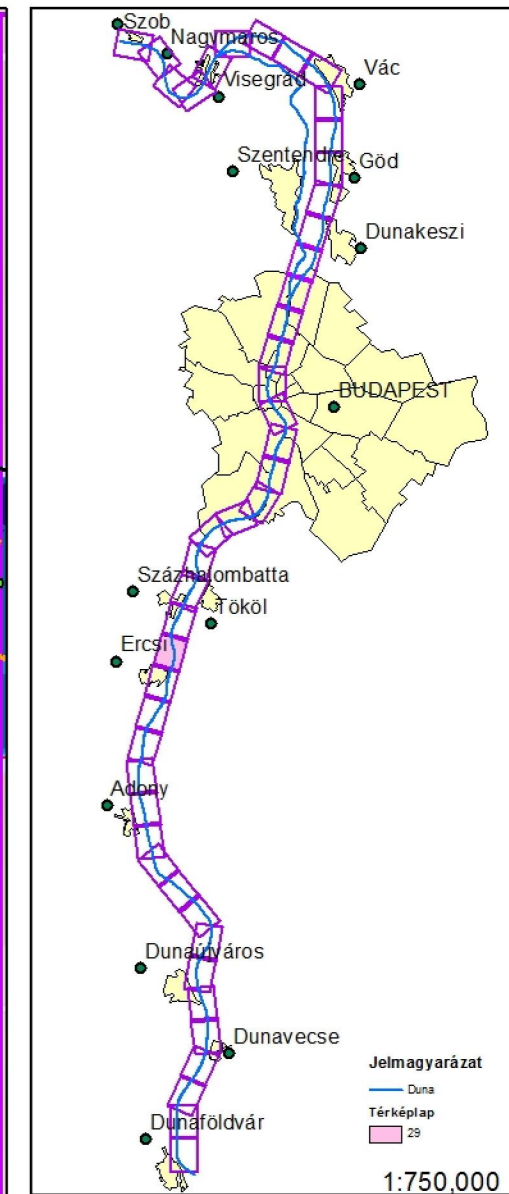 Szob
Nagymaros
Visegrád
Vác
Szentendre
Göd
Dunakeszi
BUDAPEST
Százhalombatta
Tököl
Ercsi
Adony
Dunaújváros
Dunavecse
Dunaföldvár
Jelmagyarázat
Duna
Térképlap
29
1:750,000